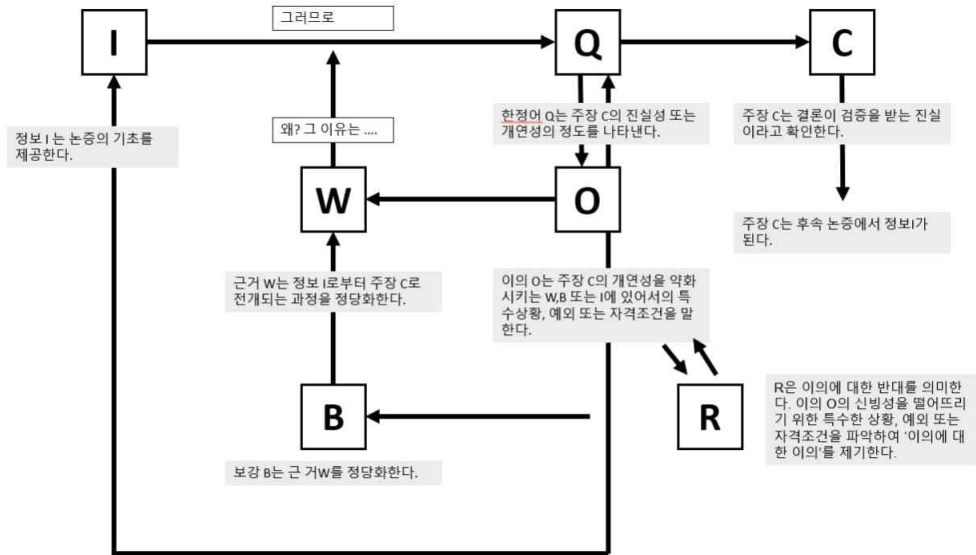 그러므로
I
Q
C
정보 I 는 논증의 기초를
제공한다.
왜? 그 이유는 ....
한정어 Q는 주장 C의 진실성 또는
개연성의 정도를 나타낸다.
주장 C는 결론이 검증을 받는 진실
이라고 확인한다.
W
O
주장 C는 후속 논증에서 정보I가
된다.
근거 W는 정보 I로부터 주장 C로
전개되는 과정을 정당화한다.
이의 O는 주장 C의 개연성을 약화
시키는 W,B 또는 I에 있어서의 특
수상황, 예외 또는 자격조건을 말
한다.
B
R
R은 이의에 대한 반대를 의미한
다. 이의 O의 신빙성을 떨어뜨리
기 위한 특수한 상황, 예외 또는
자격조건을 파악하여 '이의에 대
한 이의'를 제기한다.
보강 B는 근 거W를 정당화한다.